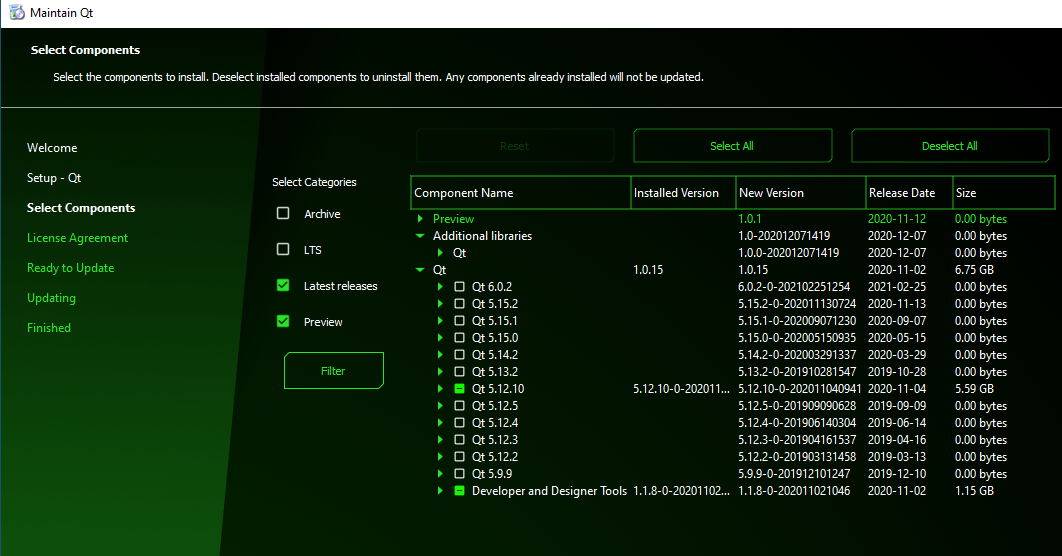 Maintain Qt
Select Components
Select the components to install. Deselect installed components to uninstall them. Any components already installed will not be updated.
Welcome
Setup - Qt
Select Components
License Agreement
Ready to Update
Updating
Finished
Select Categories
Archive
LTS
Latest releases
Preview
Filter
Reset Select All Deselect All
Component Name Installed Version New Version Release Date Size
Preview 1.0.1 2020-11-12 0.00 bytes
Additional libraries 1.0-202012071419 2020-12-07 0.00 bytes
Qt 1.0.0-202012071419 2020-12-07 0.00 bytes
Qt 1.0.15 1.0.15 2020-11-02 6.75 GB
Qt 6.0.2 6.0.2-0-202102251254 2021-02-25 0.00 bytes
Qt 5.15.2 5.15.2-0-202011130724 2020-11-13 0.00 bytes
Qt 5.15.1 5.15.1-0-202009071230 2020-09-07 0.00 bytes
Qt 5.15.0 5.15.0-0-202005150935 2020-05-15 0.00 bytes
Qt 5.14.2 5.14.2-0-202003291337 2020-03-29 0.00 bytes
Qt 5.13.2 5.13.2-0-201910281547 2019-10-28 0.00 bytes
Qt 5.12.10 5.12.10-0-202011... 5.12.10-0-202011040941 2020-11-04 5.59 GB
Qt 5.12.5 5.12.5-0-201909090628 2019-09-09 0.00 bytes
Qt 5.12.4 5.12.4-0-201906140304 2019-06-14 0.00 bytes
Qt 5.12.3 5.12.3-0-201904161537 2019-04-16 0.00 bytes
Qt 5.12.2 5.12.2-0-201903131458 2019-03-13 0.00 bytes
Qt 5.9.9 5.9.9-0-201912101247 2019-12-10 0.00 bytes
Developer and Designer Tools 1.1.8-0-20201102... 1.1.8-0-202011021046 2020-11-02 1.15 GB